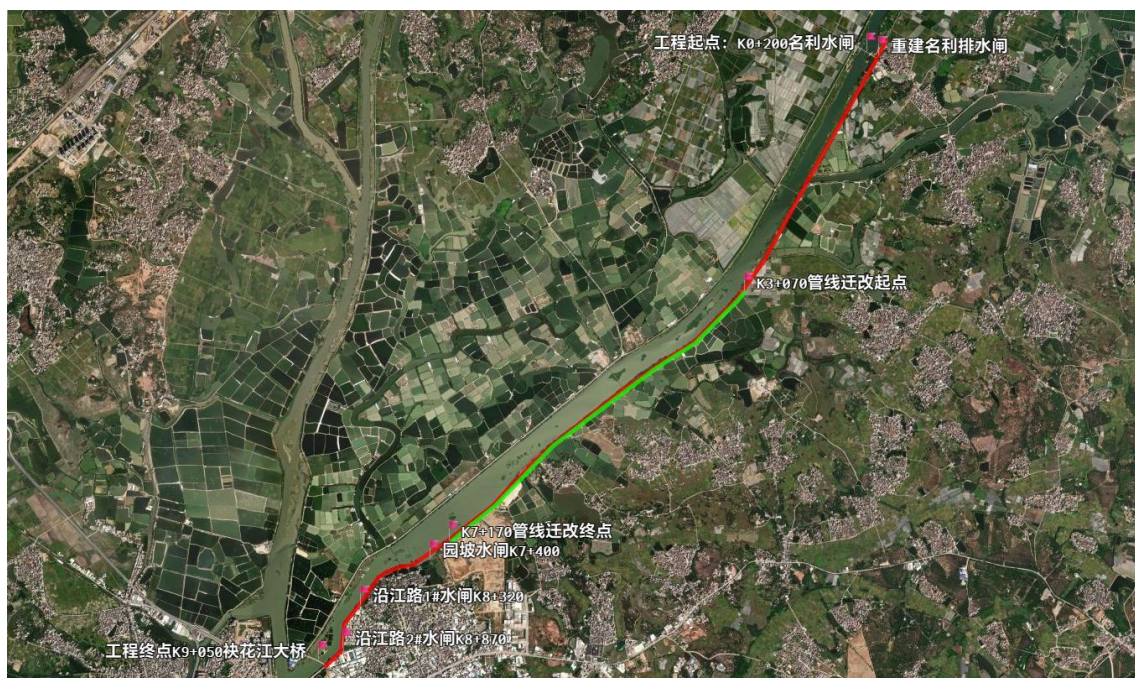 工程起点：K0+200名利水闸
重建名利排水闸
K3+070管线迁改起点
K7+170管线迁改终点
园坡水闸K7+400
沿江路1#水闸K8+320
沿江路2#水闸K8+870
工程终点K9+050袂花江大桥